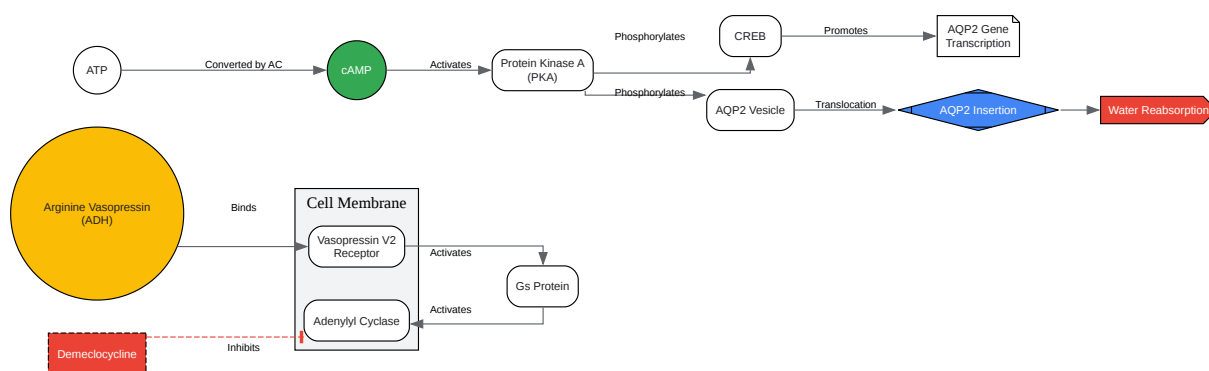 ATP
Converted by AC
cAMP
Activates
Protein Kinase A
(PKA)
Phosphorylates
CREB
Promotes
AQP2 Gene
Transcription
Phosphorylates
AQP2 Vesicle
Translocation
AQP2 Insertion
Water Reabsorption
Arginine Vasopressin
(ADH)
Binds
Cell Membrane
Vasopressin V2
Receptor
Activates
Gs Protein
Activates
Adenylyl Cyclase
Demeclocycline
Inhibits